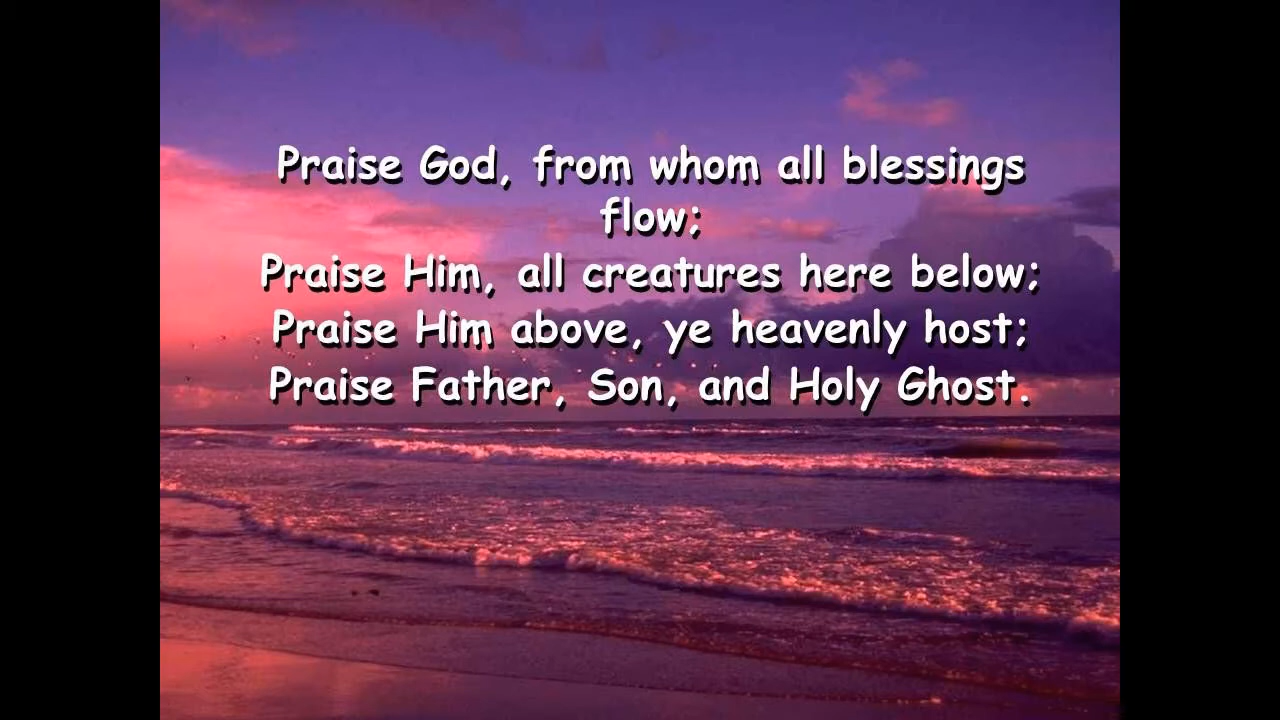 Praise God, from whom all blessings
flow;
Praise Him, all creatures here below;
Praise Him above, ye heavenly host;
Praise Father, Son, and Holy Ghost.